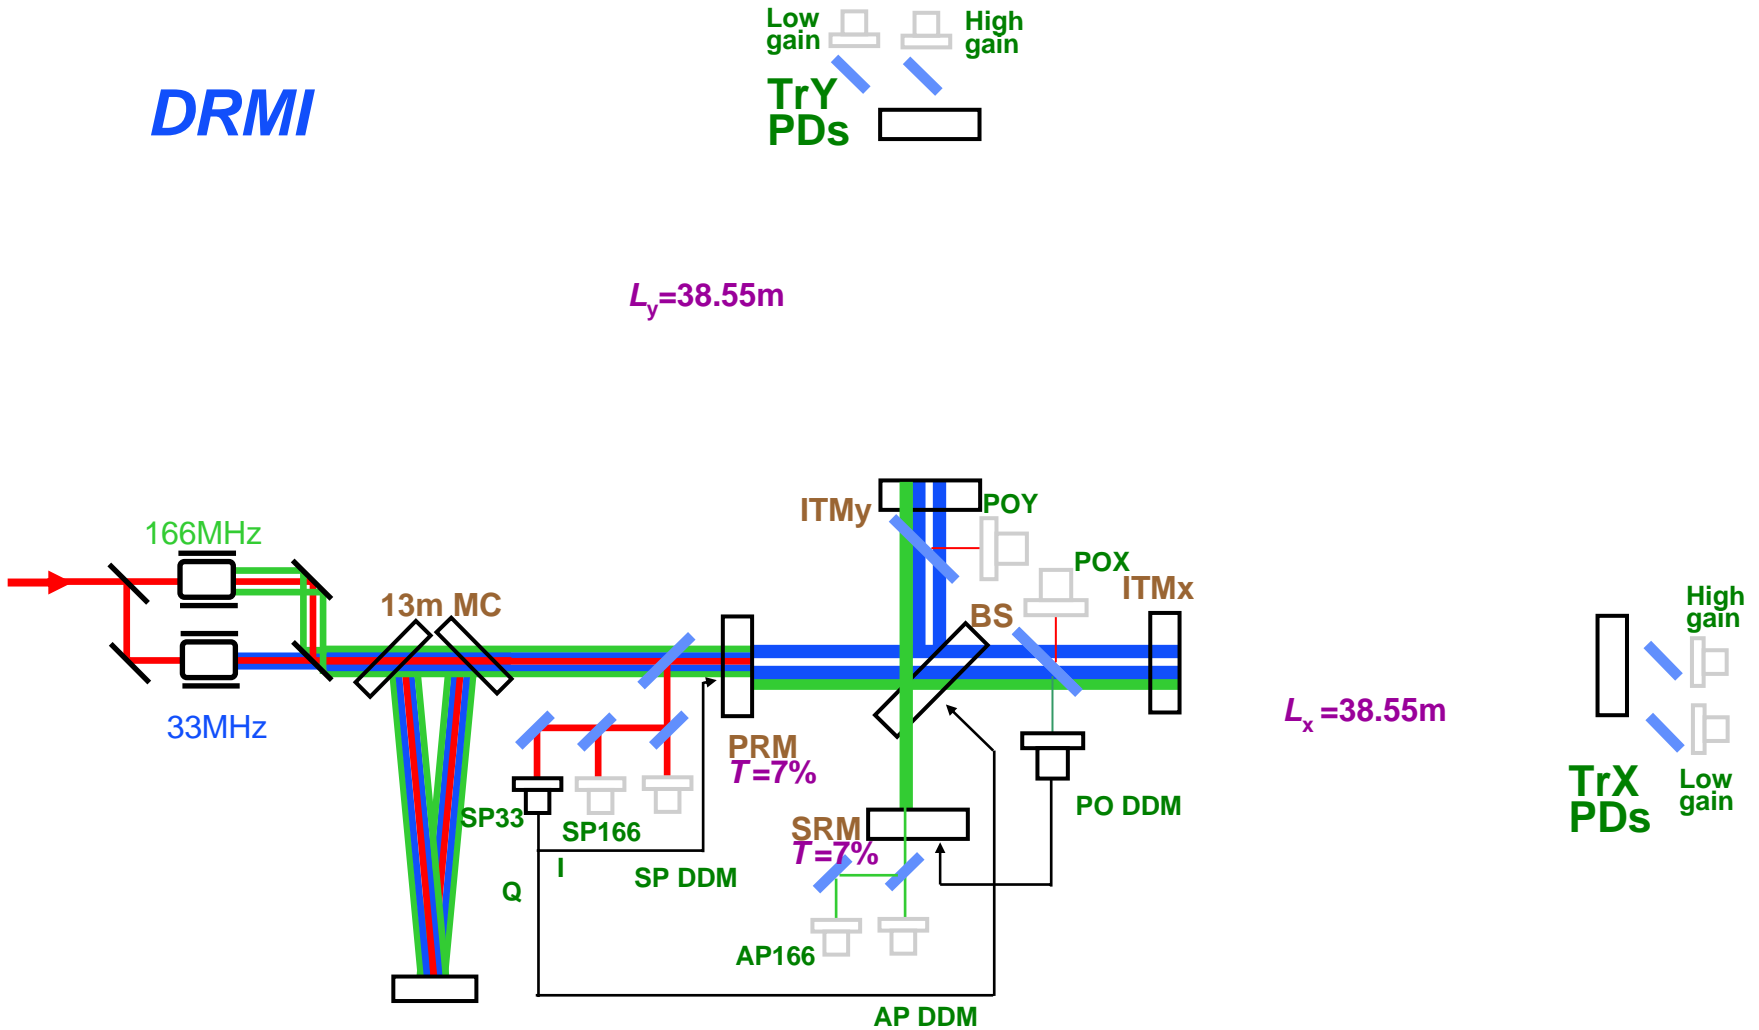 Low gain
High gain
TrY
PDs
DRMI
Ly=38.55m
ITMy
POY
166MHz
POX
ITMx
13m MC
BS
High gain
33MHz
Lx =38.55m
PRM
T=7%
TrX
PDs
Low gain
SP33
SP166
SRM
T=7%
PO DDM
I
SP DDM
Q
AP166
AP DDM